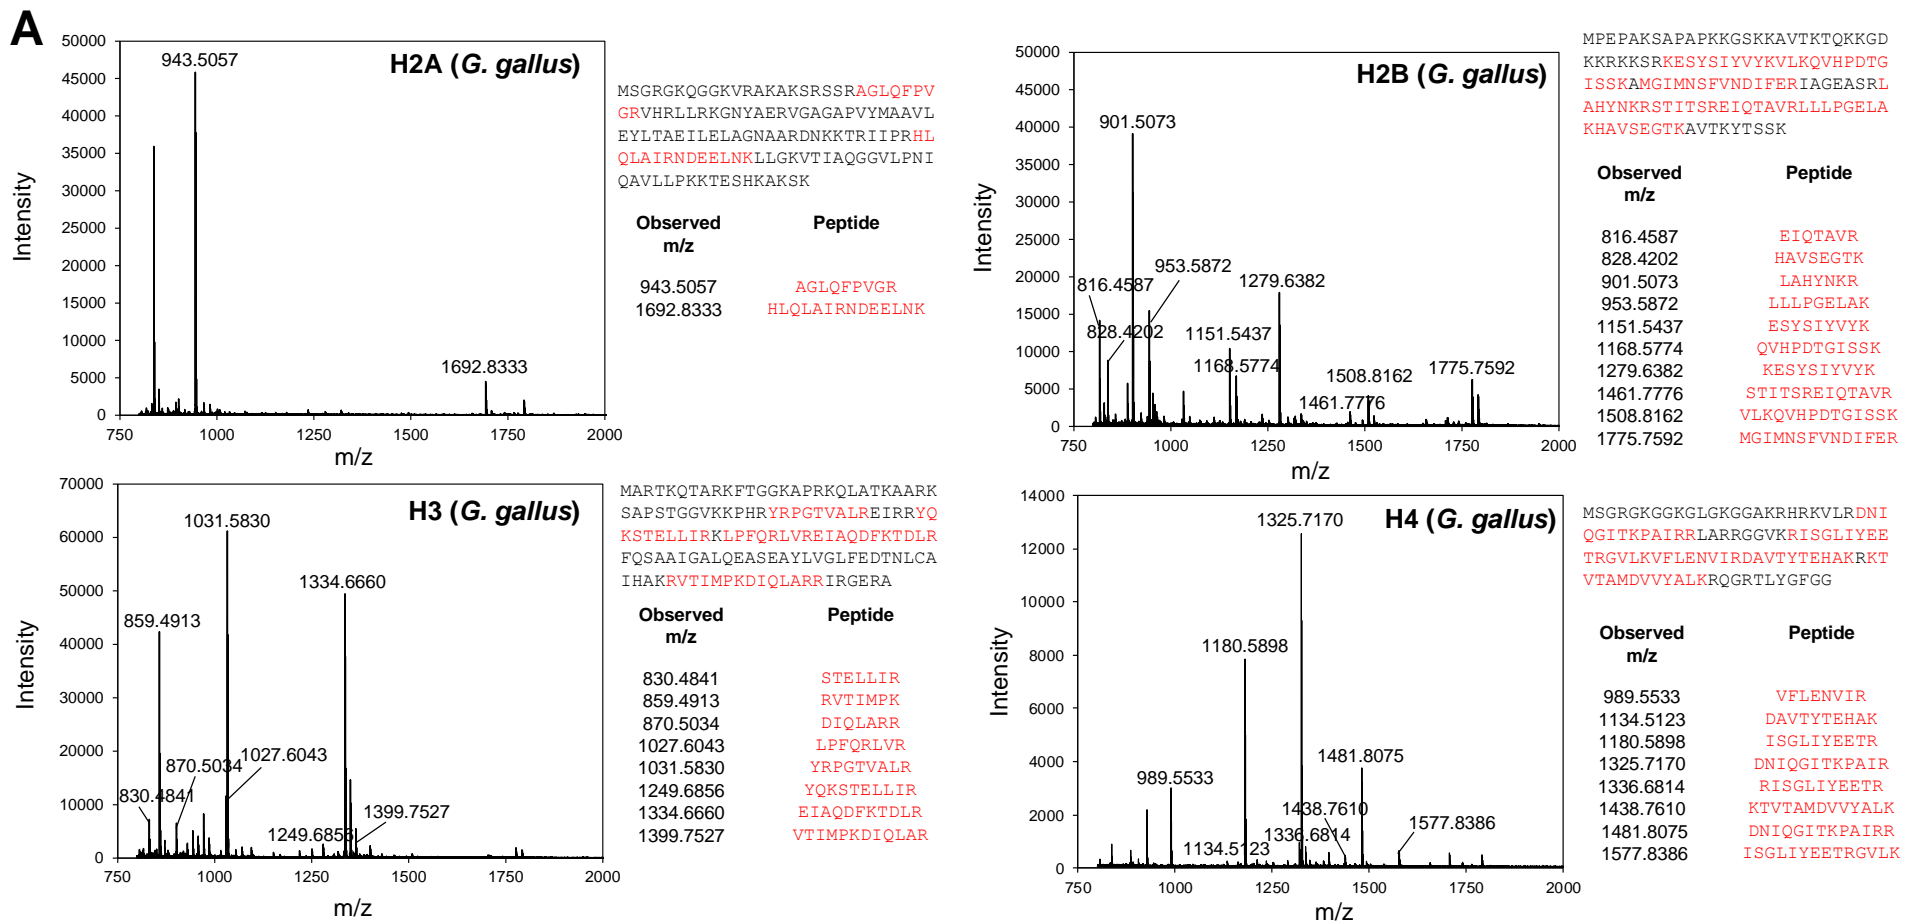 A
H2A (G. gallus)
Intensity
50000
45000
40000
35000
30000
25000
20000
15000
10000
5000
0
943.5057
1692.8333
750
1000
1250
1500
1750
2000
m/z
MSGRGKQGGKVRAKAKSRSSRAGLQFPV
GRVHRLLRKGNYAERVGAGAPVYMAAVL
EYLTAEILELAGNAARDNKKTRIIPRHL
QLAIRNDEELNKLLGKVTIAQGGVLPNI
QAVLLPKKTESHKAKSK
Observed m/z Peptide
943.5057 AGLQFPVGR
1692.8333 HLQLAIRNDEELNK
H2B (G. gallus)
Intensity
50000
45000
40000
35000
30000
25000
20000
15000
10000
5000
0
901.5073
953.5872
816.4587
1279.6382
828.4202
1151.5437
1168.5774
1508.8162
1775.7592
1461.7776
750
1000
1250
1500
1750
2000
m/z
MPEPAKSAPAPKKGSKKAVTKTQKKGD
KKRKKSRKESYSIYVYKVLKQVHPDTG
ISSKAMGIMNSFVNDIFERIAGEASRL
AHYNKRSTITSREIQTAVRLLLPGELA
KHAVSEGTKAVTKYTSSK
Observed m/z Peptide
816.4587 EIQTAVR
828.4202 HAVSEGTK
901.5073 LAHYNKR
953.5872 LLLPGELAK
1151.5437 ESYSIYVYK
1168.5774 QVHPDTGISSK
1279.6382 KESYSIYVYK
1461.7776 STITSREIQTAVR
1508.8162 VLKQVHPDTGISSK
1775.7592 MGIMNSFVNDIFER
H3 (G. gallus)
Intensity
70000
60000
50000
40000
30000
20000
10000
0
1031.5830
1334.6660
859.4913
1027.6043
870.5034
830.4841
1399.7527
1249.6856
750
1000
1250
1500
1750
2000
m/z
MARTKQTARKFTGGKAPRKQLATKAARK
SAPSTGGVKKPHRYRPGTVALREIRRYQ
KSTELLIRKLPFQRLVREIAQDFKTDLR
FQSAAIGALQEASEAYLVGLFEDTNLCA
IHAKRVTIMPKDIQLARRIRGERA
Observed m/z Peptide
830.4841 STELLIR
859.4913 RVTIMPK
870.5034 DIQLARR
1027.6043 LPFQRLVR
1031.5830 YRPGTVALR
1249.6856 YQKSTELLIR
1334.6660 EIAQDFKTDLR
1399.7527 VTIMPKDIQLAR
H4 (G. gallus)
Intensity
14000
12000
10000
8000
6000
4000
2000
0
1325.7170
1180.5898
1481.8075
989.5533
1438.7610
1577.8386
1336.6814
1134.5123
750
1000
1250
1500
1750
2000
m/z
MSGRGKGGKGLGKGGAKRHRKVLRDNI
QGITKPAIRRLARRGGVKRISGLIYEE
TRGVLKVFLENVIRDAVTYTEHAKRKT
VTAMDVVYALKRQGRTLYGFGG
Observed m/z Peptide
989.5533 VFLENVIR
1134.5123 DAVTYTEHAK
1180.5898 ISGLIYEETR
1325.7170 DNIQGITKPAIR
1336.6814 RISGLIYEETR
1438.7610 KTVTAMDVVYALK
1481.8075 DNIQGITKPAIRR
1577.8386 ISGLIYEETRGVLK